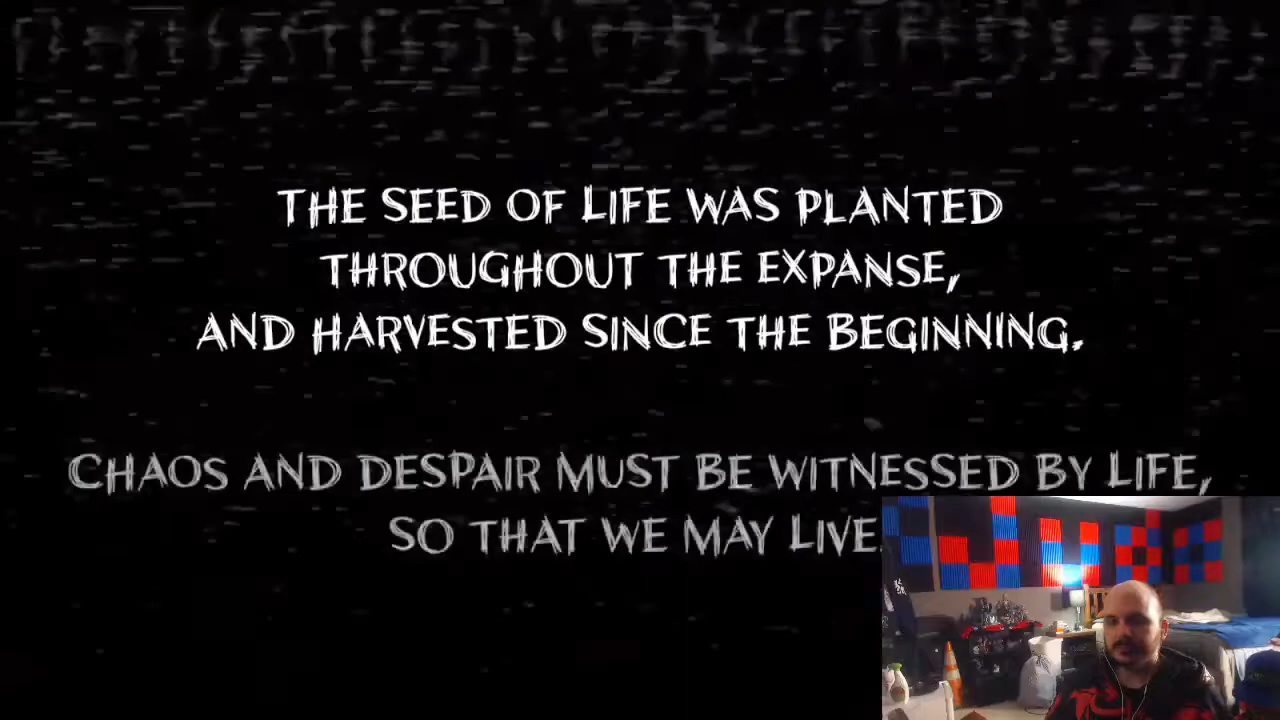 THE SEED OF LIFE WAS PLANTED
THROUGHOUT THE EXPANSE,
AND HARVESTED SINCE THE BEGINNING.
CHAOS AND DESPAIR MUST BE WITNESSED BY LIFE,
SO THAT WE MAY LIVE.